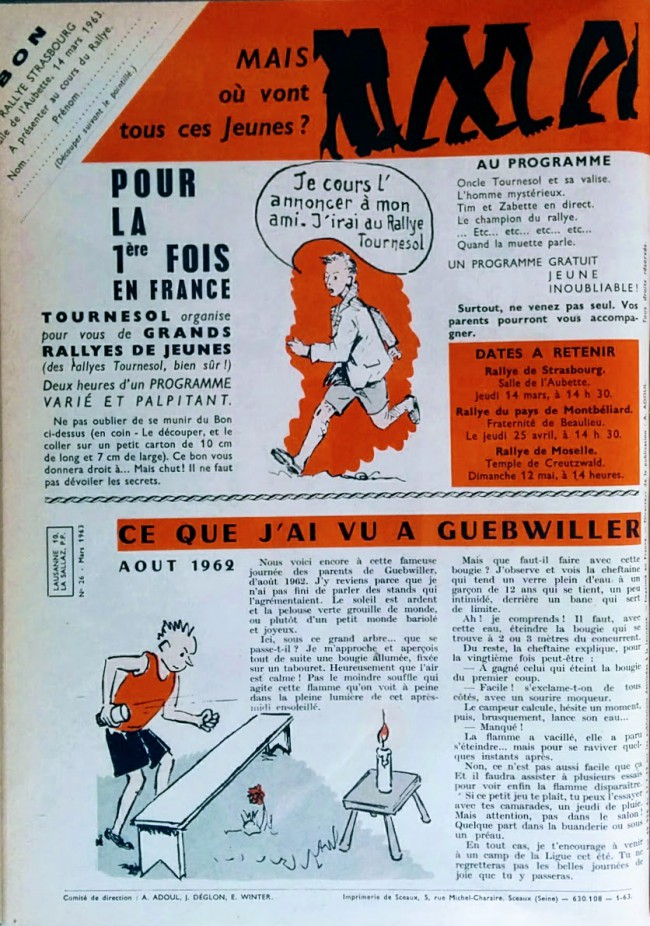 BON
RALLYE STRASBOURG
de l'Aubette, 14 mars 1963.
A présenter au cours du Rallye.
Nom........ Prénom............
(Découper suivant le pointillé.)
MAIS
où vont
tous ces Jeunes ?
POUR
LA
1ère FOIS
EN FRANCE
TOURNESOL organise
pour vous de GRANDS
RALLYES DE JEUNES
(des rallyes Tournesol, bien sûr !)
Deux heures d'un PROGRAMME
VARIÉ ET PALPITANT.
Ne pas oublier de se munir du Bon
ci-dessus (en coin - Le découper, et le
coller sur un petit carton de 10 cm
de long et 7 cm de large). Ce bon vous
donnera droit à... Mais chut! Il ne faut
pas dévoiler les secrets.
Je cours l'
annoncer à mon
ami. J'irai au Rallye
Tournesol
AU PROGRAMME
Oncle Tournesol et sa valise.
L'homme mystérieux.
Tim et Zabette en direct.
Le champion du rallye.
... Etc... etc... etc... etc...
Quand la muette parle.
UN PROGRAMME GRATUIT
JEUNE
INOUBLIABLE !
Surtout, ne venez pas seul. Vos
parents pourront vous accompa-
gner.
DATES A RETENIR
Rallye de Strasbourg.
Salle de l'Aubette.
Jeudi 14 mars, à 14 h 30.
Rallye du pays de Montbéliard.
Fraternité de Beaulieu.
Le jeudi 25 avril, à 14 h 30.
Rallye de Moselle.
Temple de Creutzwald.
Dimanche 12 mai, à 14 heures.
LAUSANNE 10,
LA SALLAZ, P.P.
N° 26 - Mars 1963
CE QUE J'AI VU A GUEBWILLER
AOUT 1962
Nous voici encore à cette fameuse
journée des parents de Guebwiller,
d'août 1962. J'y reviens parce que je
n'ai pas fini de parler des stands qui
l'agrémentaient. Le soleil est ardent
et la pelouse verte grouille de monde,
ou plutôt d'un petit monde bariolé
et joyeux.
Ici, sous ce grand arbre... que se
passe-t-il ? Je m'approche et aperçois
tout de suite une bougie allumée, fixée
sur un tabouret. Heureusement que l'air
est calme ! Pas le moindre souffle qui
agite cette flamme qu'on voit à peine
dans la pleine lumière de cet après-
midi ensoleillé.
Mais que faut-il faire avec cette
bougie ? J'observe et vois la cheftaine
qui tend un verre plein d'eau à un
garçon de 12 ans qui se tient, un peu
intimidé, derrière un banc qui sert
de limite.
Ah ! je comprends ! Il faut, avec
cette eau, éteindre la bougie qui se
trouve à 2 ou 3 mètres du concurrent.
Du reste, la cheftaine explique, pour
la vingtième fois peut-être :
— A gagné celui qui éteint la bougie
du premier coup.
— Facile ! s'exclame-t-on de tous
côtés, avec un sourire moqueur.
Le campeur calcule, hésite un moment,
puis, brusquement, lance son eau...
— Manqué !
La flamme a vacillé, elle a paru
s'éteindre... mais pour se raviver quel-
ques instants après.
Non, ce n'est pas aussi facile que ça
Et il faudra assister à plusieurs essais
pour voir enfin la flamme disparaître.
Si ce petit jeu te plaît, tu peux l'essayer
avec tes camarades, un jeudi de pluie.
Mais attention, pas dans le salon !
Quelque part dans la buanderie ou sous
un préau.
En tout cas, je t'encourage à venir
à un camp de la Ligue cet été. Tu ne
regretteras pas les belles journées de
joie que tu y passeras.
Comité de direction : A. ADOUL, J. DÉGLON, E. WINTER.
Imprimerie de Sceaux, 5, rue Michel-Charaire, Sceaux (Seine) — 630.108 — 1-63.